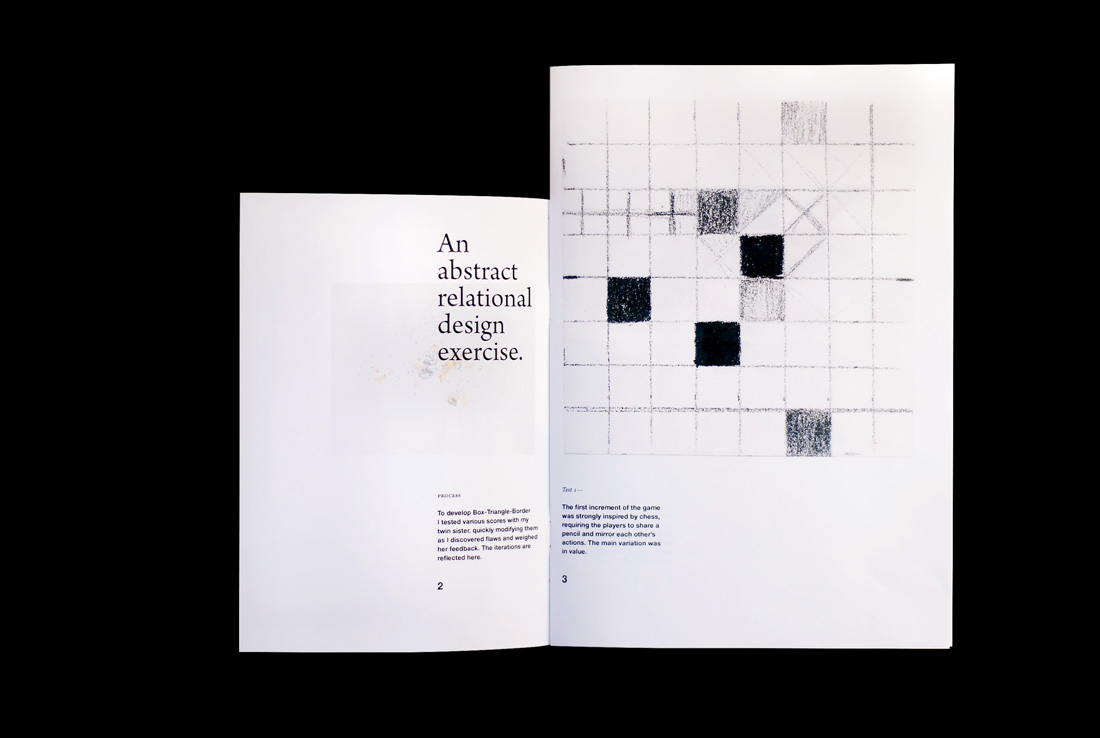 An
abstract
relational
design
exercise.
PROCESS
To develop Box-Triangle-Border
I tested various scores with my
twin sister, quickly modifying them
as I discovered flaws and weighed
her feedback. The iterations are
reflected here.
2
Test 1 —
The first increment of the game
was strongly inspired by chess,
requiring the players to share a
pencil and mirror each other's
actions. The main variation was
in value.
3